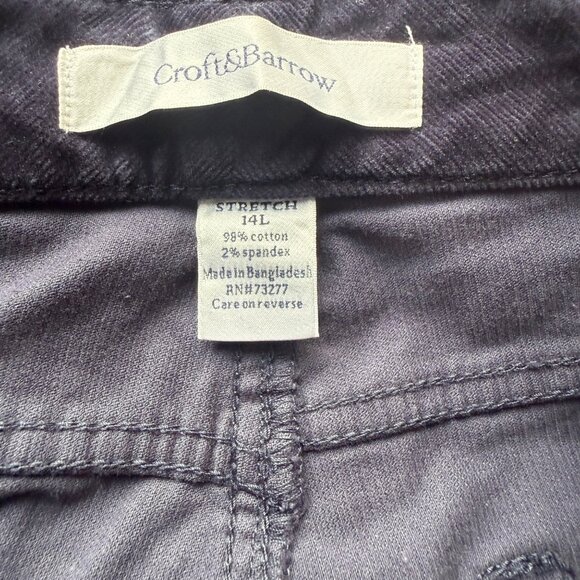 Croft&Barrow
STRETCH
14L
98% cotton
2% spandex
Made in Bangladesh
RN#73277
Care on reverse